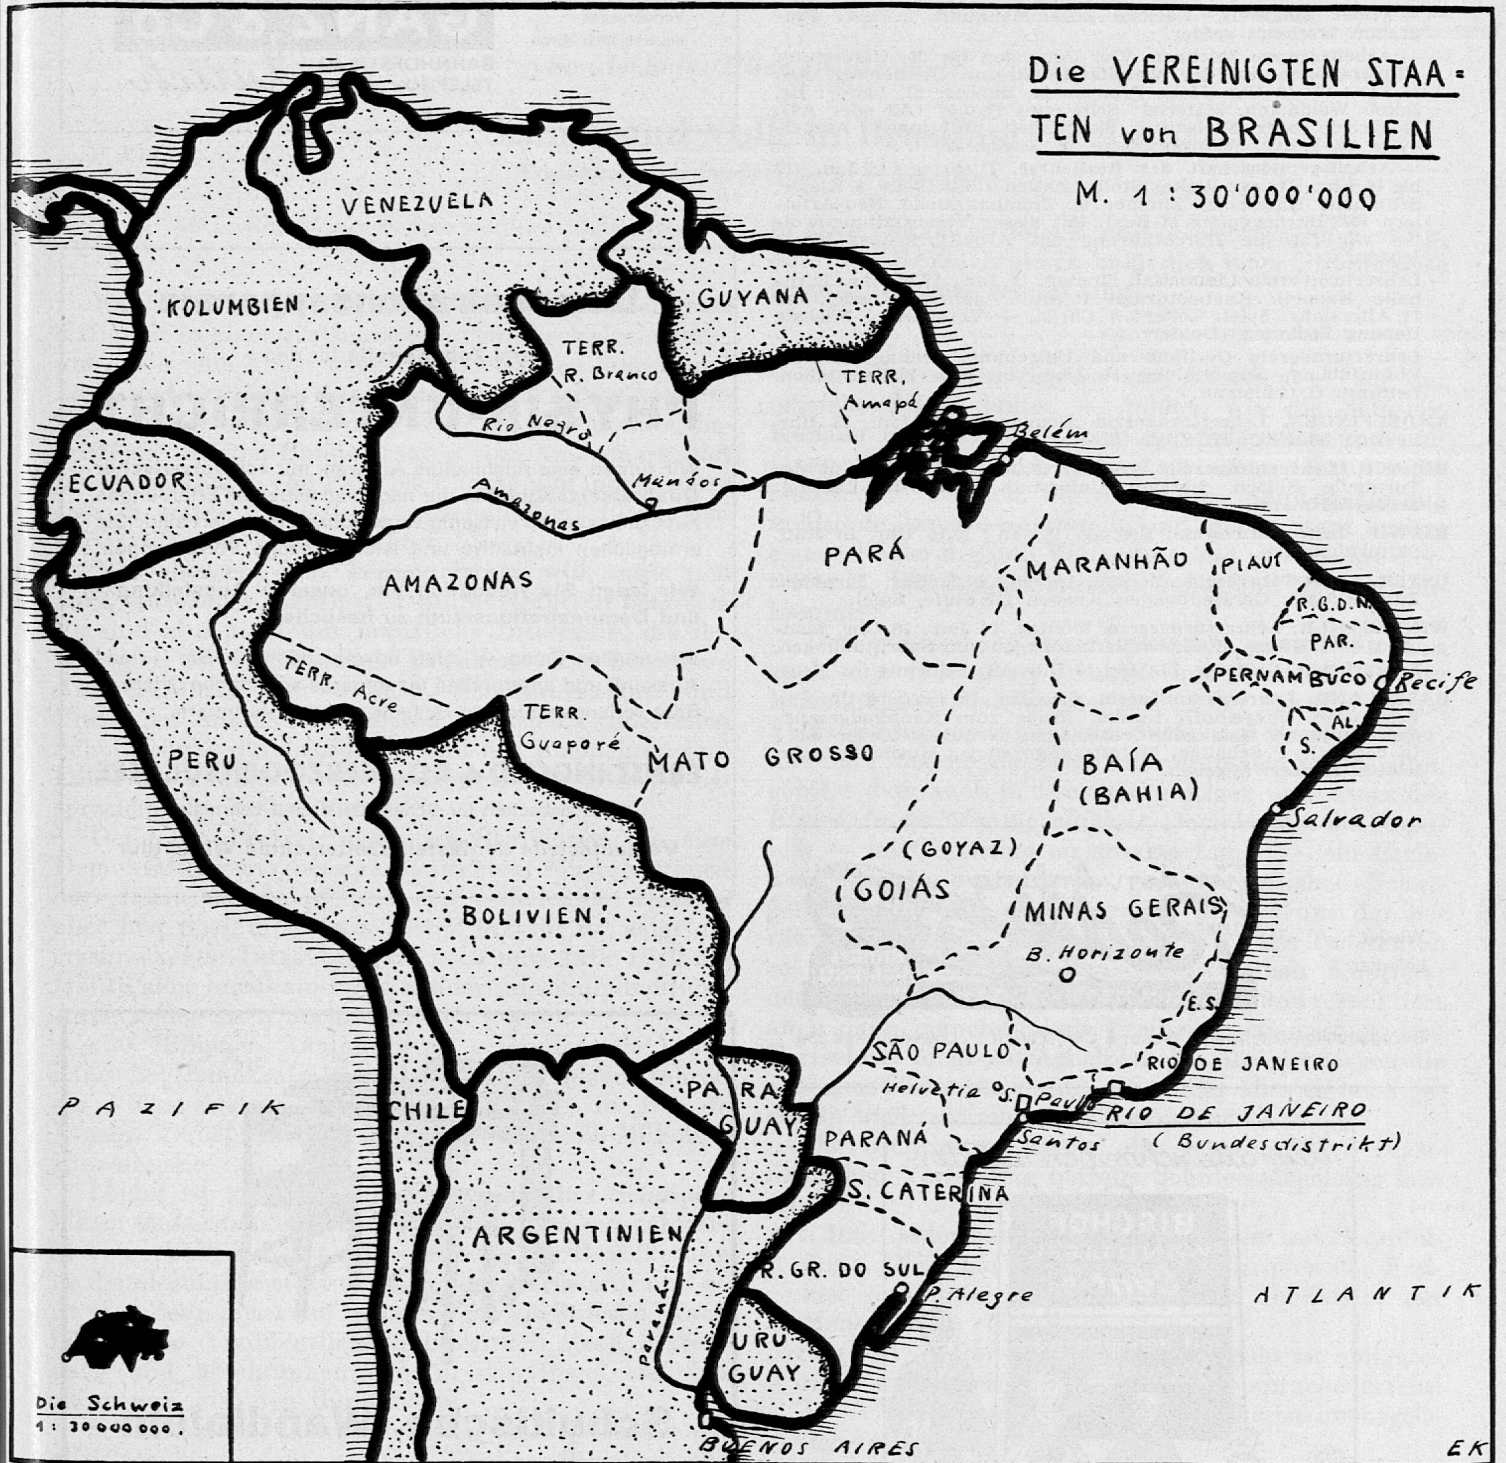 Die VEREINIGTEN STAA=
TEN von BRASILIEN
M. 1 : 30'000'000
VENEZUELA
KOLUMBIEN
GUYANA
TERR.
R. Branco
TERR.
Amapá
Rio Negro
Belém
ECUADOR
Manáos
Amazonas
AMAZONAS
PARÁ
MARANHÃO
PIAUÍ
R.G.D.N.
PAR.
PERNAMBUCO
Recife
TERR. Acre
TERR.
Guaporé
AL.
S.
PERU
MATO GROSSO
BAÍA
(BAHIA)
Salvador
(GOYAZ)
GOIÁS
BOLIVIEN
MINAS GERAIS
B. Horizonte
E.S.
SÃO PAULO
RIO DE JANEIRO
Helvetia
S. Paulo
PAZIFIK
CHILE
PARA
GUAY
RIO DE JANEIRO
(Bundesdistrikt)
Santos
PARANÁ
S. CATERINA
ARGENTINIEN
R. GR. DO SUL
P. Alegre
ATLANTIK
Paraná
URU
GUAY
Die Schweiz
1 : 30 000 000.
BUENOS AIRES
EK